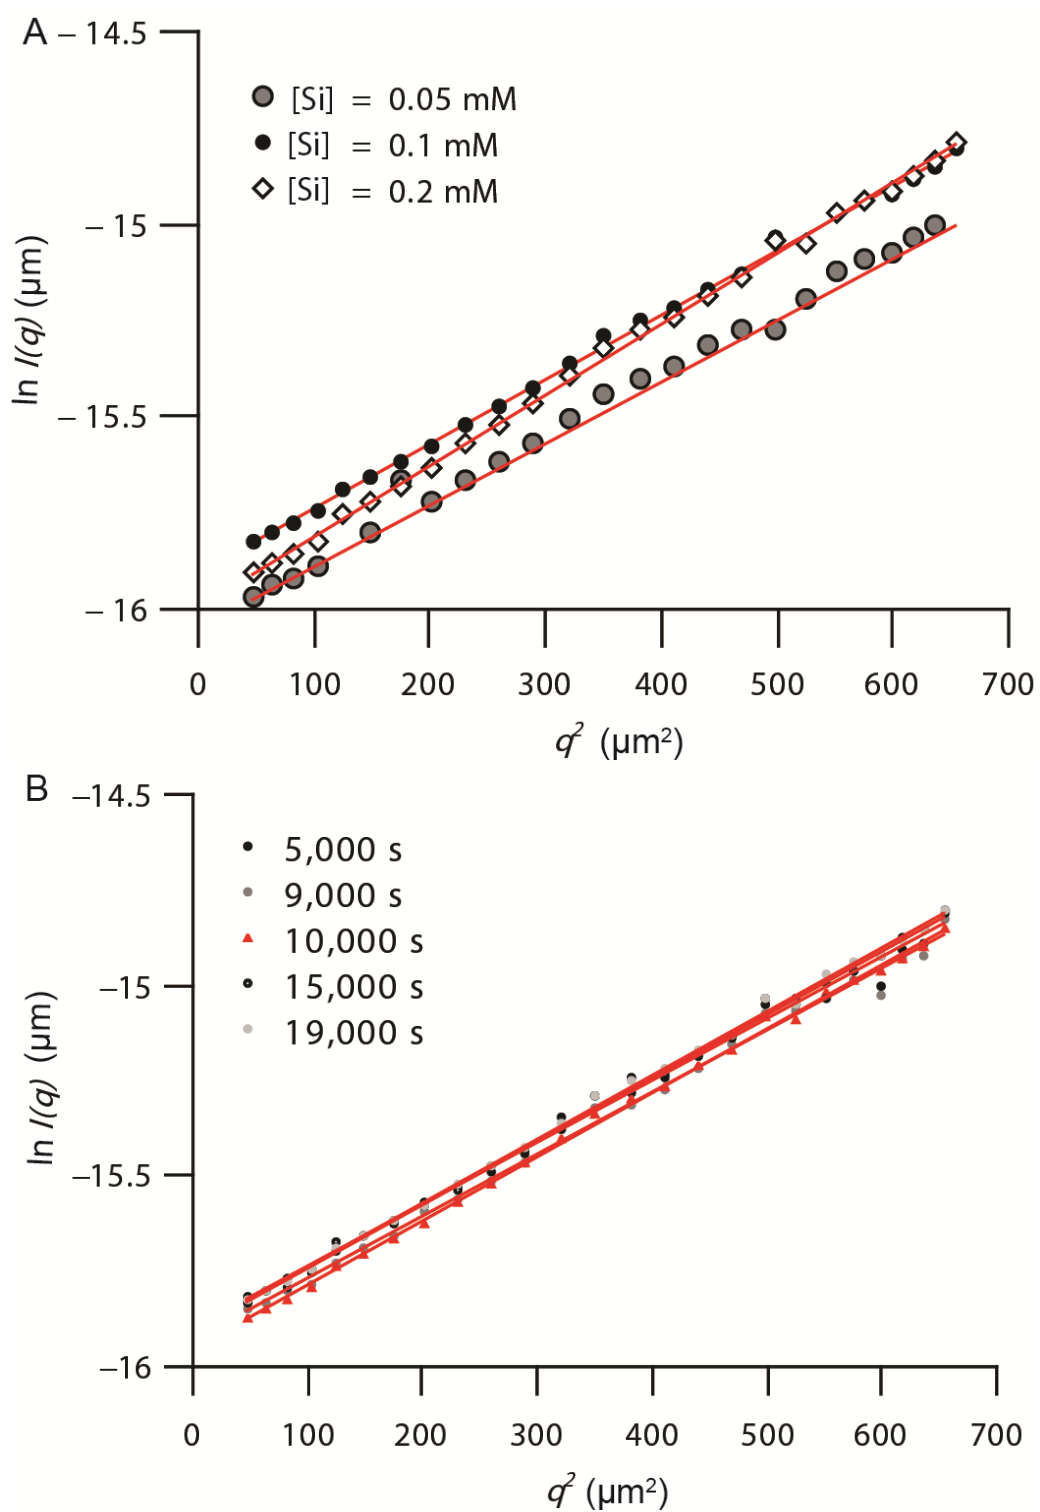 A
– 14.5
[Si] = 0.05 mM
[Si] = 0.1 mM
[Si] = 0.2 mM
– 15
– 15.5
– 16
ln I(q) (µm)
0 100 200 300 400 500 600 700
q² (µm²)
B
–14.5
5,000 s
9,000 s
10,000 s
15,000 s
19,000 s
–15
–15.5
–16
ln I(q) (µm)
0 100 200 300 400 500 600 700
q² (µm²)